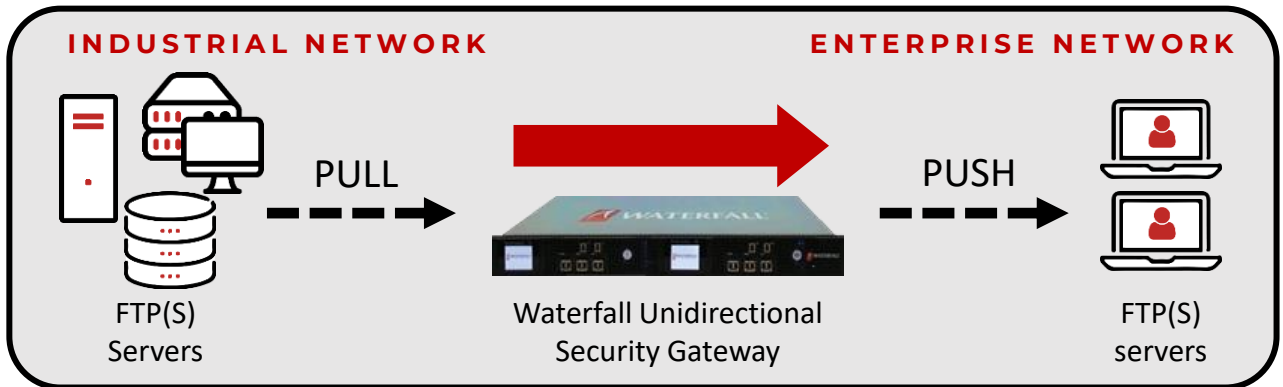 INDUSTRIAL NETWORK
ENTERPRISE NETWORK
PULL
PUSH
WATERFALL
FTP(S)
Servers
Waterfall Unidirectional
Security Gateway
FTP(S)
servers